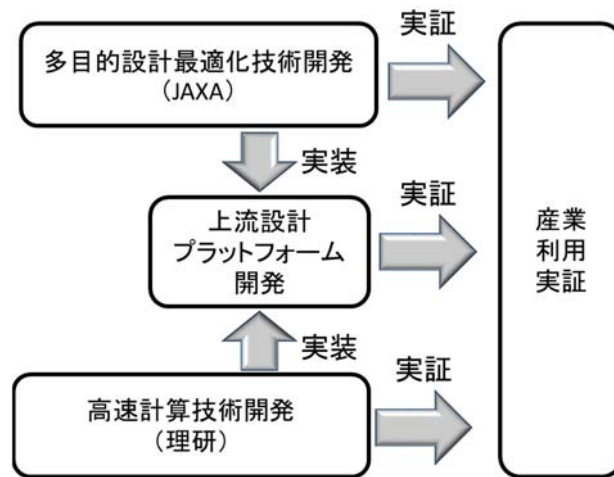 多目的設計最適化技術開発
（JAXA）
実証
実装
上流設計
プラットフォーム
開発
実証
実装
高速計算技術開発
（理研）
実証
産業
利用
実証